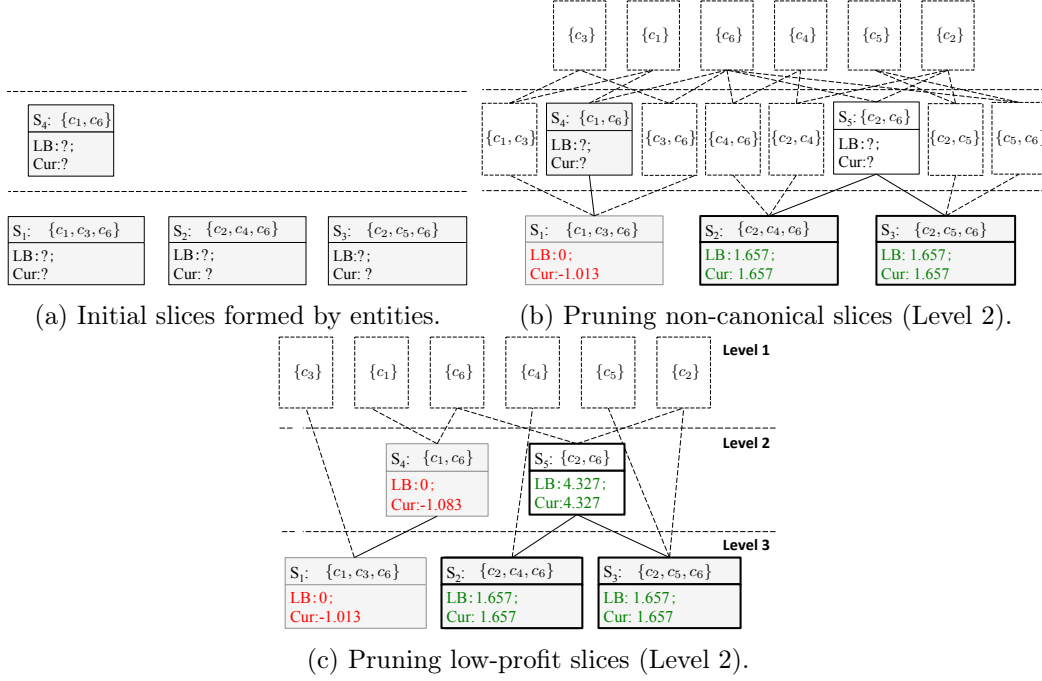 S₄: {c₁, c₆}
LB:?;
Cur:?
S₁: {c₁, c₃, c₆}
LB:?;
Cur:?
S₂: {c₂, c₄, c₆}
LB:?;
Cur: ?
S₃: {c₂, c₅, c₆}
LB:?;
Cur: ?
(a) Initial slices formed by entities.
{c₃} {c₁} {c₆} {c₄} {c₅} {c₂}
{c₁, c₃}
S₄: {c₁, c₆}
LB:?;
Cur:?
{c₃, c₆}
{c₄, c₆}
{c₂, c₄}
S₅: {c₂, c₆}
LB:?;
Cur:?
{c₂, c₅}
{c₅, c₆}
S₁: {c₁, c₃, c₆}
LB:0;
Cur:-1.013
S₂: {c₂, c₄, c₆}
LB:1.657;
Cur: 1.657
S₃: {c₂, c₅, c₆}
LB: 1.657;
Cur: 1.657
(b) Pruning non-canonical slices (Level 2).
{c₃} {c₁} {c₆} {c₄} {c₅} {c₂}
Level 1
Level 2
S₄: {c₁, c₆}
LB:0;
Cur:-1.083
S₅: {c₂, c₆}
LB:4.327;
Cur:4.327
Level 3
S₁: {c₁, c₃, c₆}
LB:0;
Cur:-1.013
S₂: {c₂, c₄, c₆}
LB:1.657;
Cur: 1.657
S₃: {c₂, c₅, c₆}
LB: 1.657;
Cur: 1.657
(c) Pruning low-profit slices (Level 2).